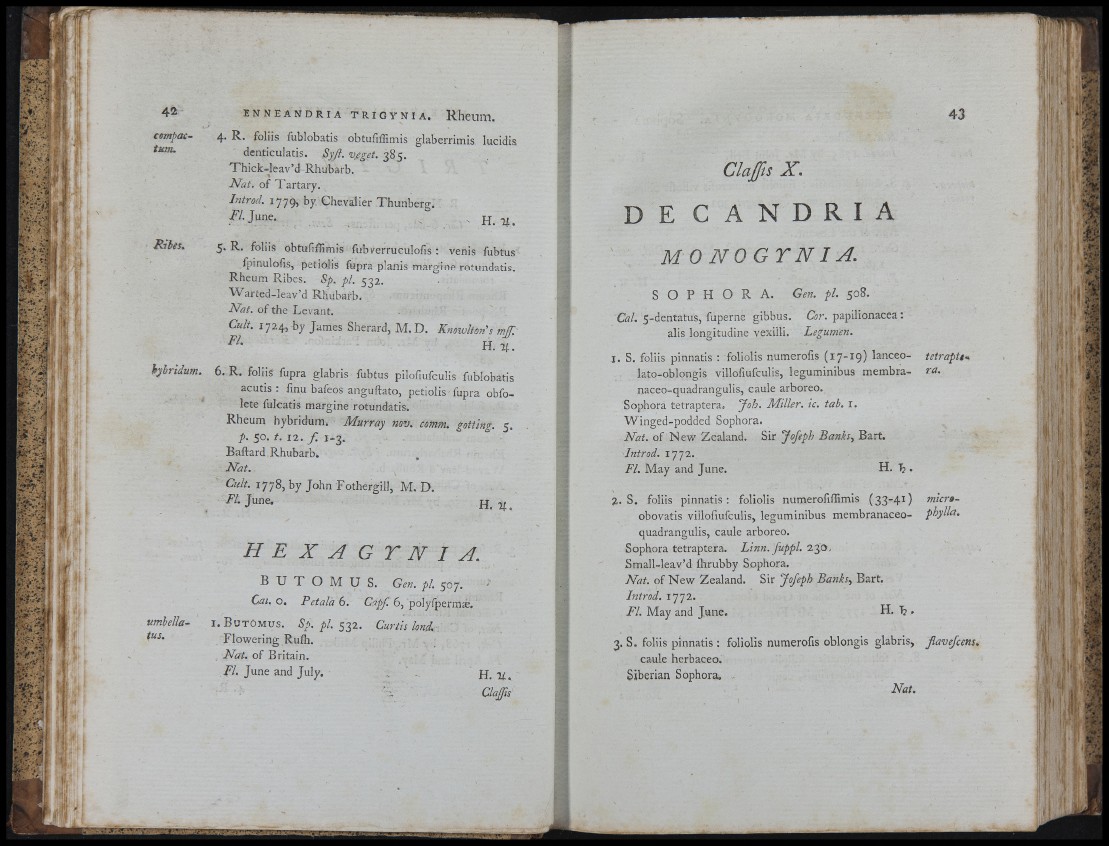 42 ENNEANDRIA TRIGYNIA. Rheum.
compac- 4. R. foliis ſublobatis obtuſiſſimis glaberrimis lucidis
tum. denticulatis. Syſt. veget. 385.
Thick-leav'd Rhubarb.
Nat. of Tartary.
Introd. 1779, by Chevalier Thunberg.
Fl. June. H. ♃.
Ribes. 5. R. foliis obtuſiſſimis ſubverruculoſis : venis ſubtus
ſpinuloſis, petiolis ſupra planis margine rotundatis.
Rheum Ribes. Sp. pl. 532.
Warted-leav'd Rhubarb.
Nat. of the Levant.
Cult. 1724, by James Sherard, M. D. Knowlton's mſſ.
Fl. H. ♃.
hybridum. 6. R. foliis ſupra glabris ſubtus piloſiuſculis ſublobatis
acutis : ſinu baſeos anguſtato, petiolis ſupra obſo-
lete ſulcatis margine rotundatis.
Rheum hybridum. Murray nov. comm. gotting. 5.
p. 50. t. 12. f. 1-3.
Baſtard Rhubarb.
Nat.
Cult. 1778, by John Fothergill, M. D.
Fl. June. H. ♃.
HEXAGYNIA.
BUTOMUS. Gen. pl. 507.
Cal. 0. Petala 6. Capſ. 6, polyſpermæ.
umbella- 1. BUTOMUS. Sp. pl. 532. Curtis lond.
tus. Flowering Ruſh.
Nat. of Britain.
Fl. June and July. H. ♃.
Claſſis
43
Claſſis X.
DECANDRIA
MONOGYNIA.
SOPHORA. Gen. pl. 508.
Cal. 5-dentatus, ſuperne gibbus. Cor. papilionacea :
alis longitudine vexilli. Legumen.
1. S. foliis pinnatis : foliolis numeroſis (17-19) lanceo- tetrapte-
lato-oblongis villoſiuſculis, leguminibus membra- ra.
naceo-quadrangulis, caule arboreo.
Sophora tetraptera. Joh. Miller. ic. tab. 1.
Winged-podded Sophora.
Nat. of New Zealand. Sir Joſeph Banks, Bart.
Introd. 1772.
Fl. May and June. H. ♄.
2. S. foliis pinnatis : foliolis numeroſiſſimis (33-41) micro-
obovatis villoſiuſculis, leguminibus membranaceo- phylla.
quadrangulis, caule arboreo.
Sophora tetraptera. Linn. ſuppl. 230.
Small-leav'd ſhrubby Sophora.
Nat. of New Zealand. Sir Joſeph Banks, Bart.
Introd. 1772.
Fl. May and June. H. ♄.
3. S. foliis pinnatis : foliolis numeroſis oblongis glabris, flaveſcens.
caule herbaceo.
Siberian Sophora.
Nat.